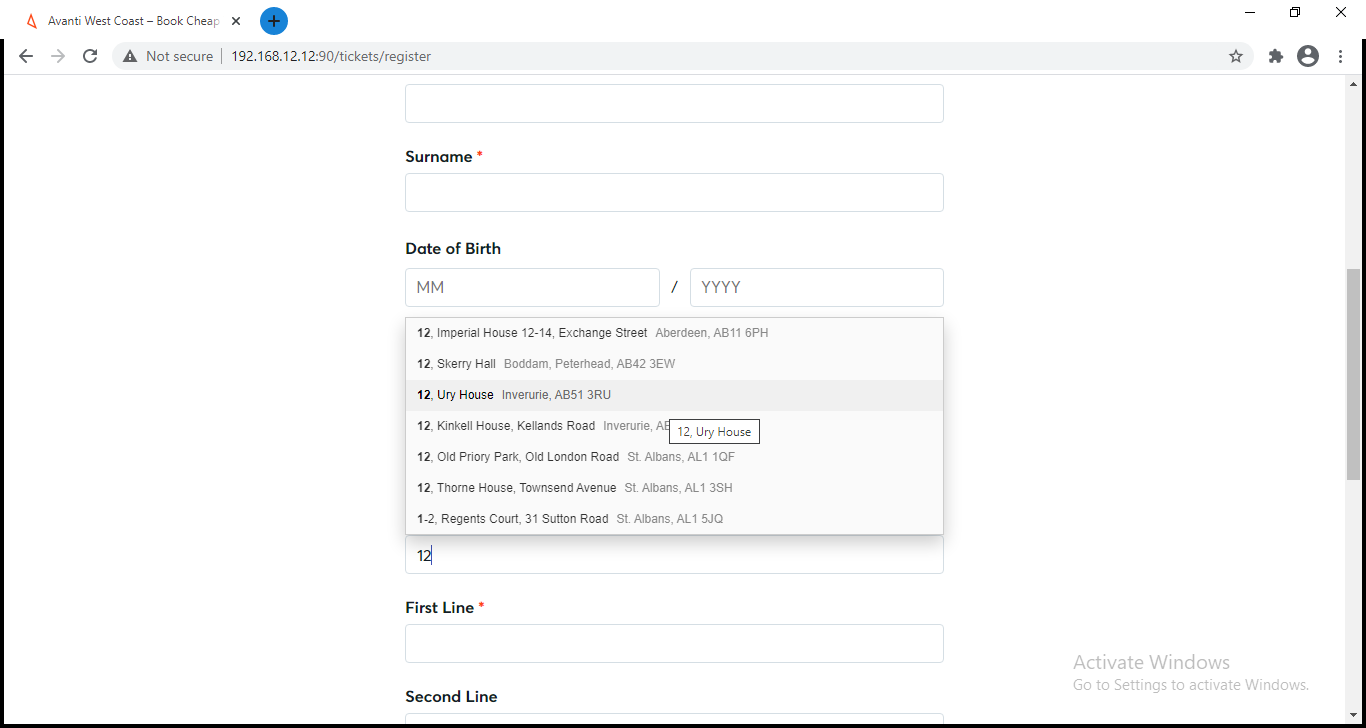 Avanti West Coast – Book Cheap
Not secure
192.168.12.12:90/tickets/register
Surname *
Date of Birth
MM / YYYY
12, Imperial House 12-14, Exchange Street Aberdeen, AB11 6PH
12, Skerry Hall Boddam, Peterhead, AB42 3EW
12, Ury House Inverurie, AB51 3RU
12, Kinkell House, Kellands Road Inverurie,
12, Ury House
12, Old Priory Park, Old London Road St. Albans, AL1 1QF
12, Thorne House, Townsend Avenue St. Albans, AL1 3SH
1-2, Regents Court, 31 Sutton Road St. Albans, AL1 5JQ
12
First Line *
Second Line
Activate Windows
Go to Settings to activate Windows.